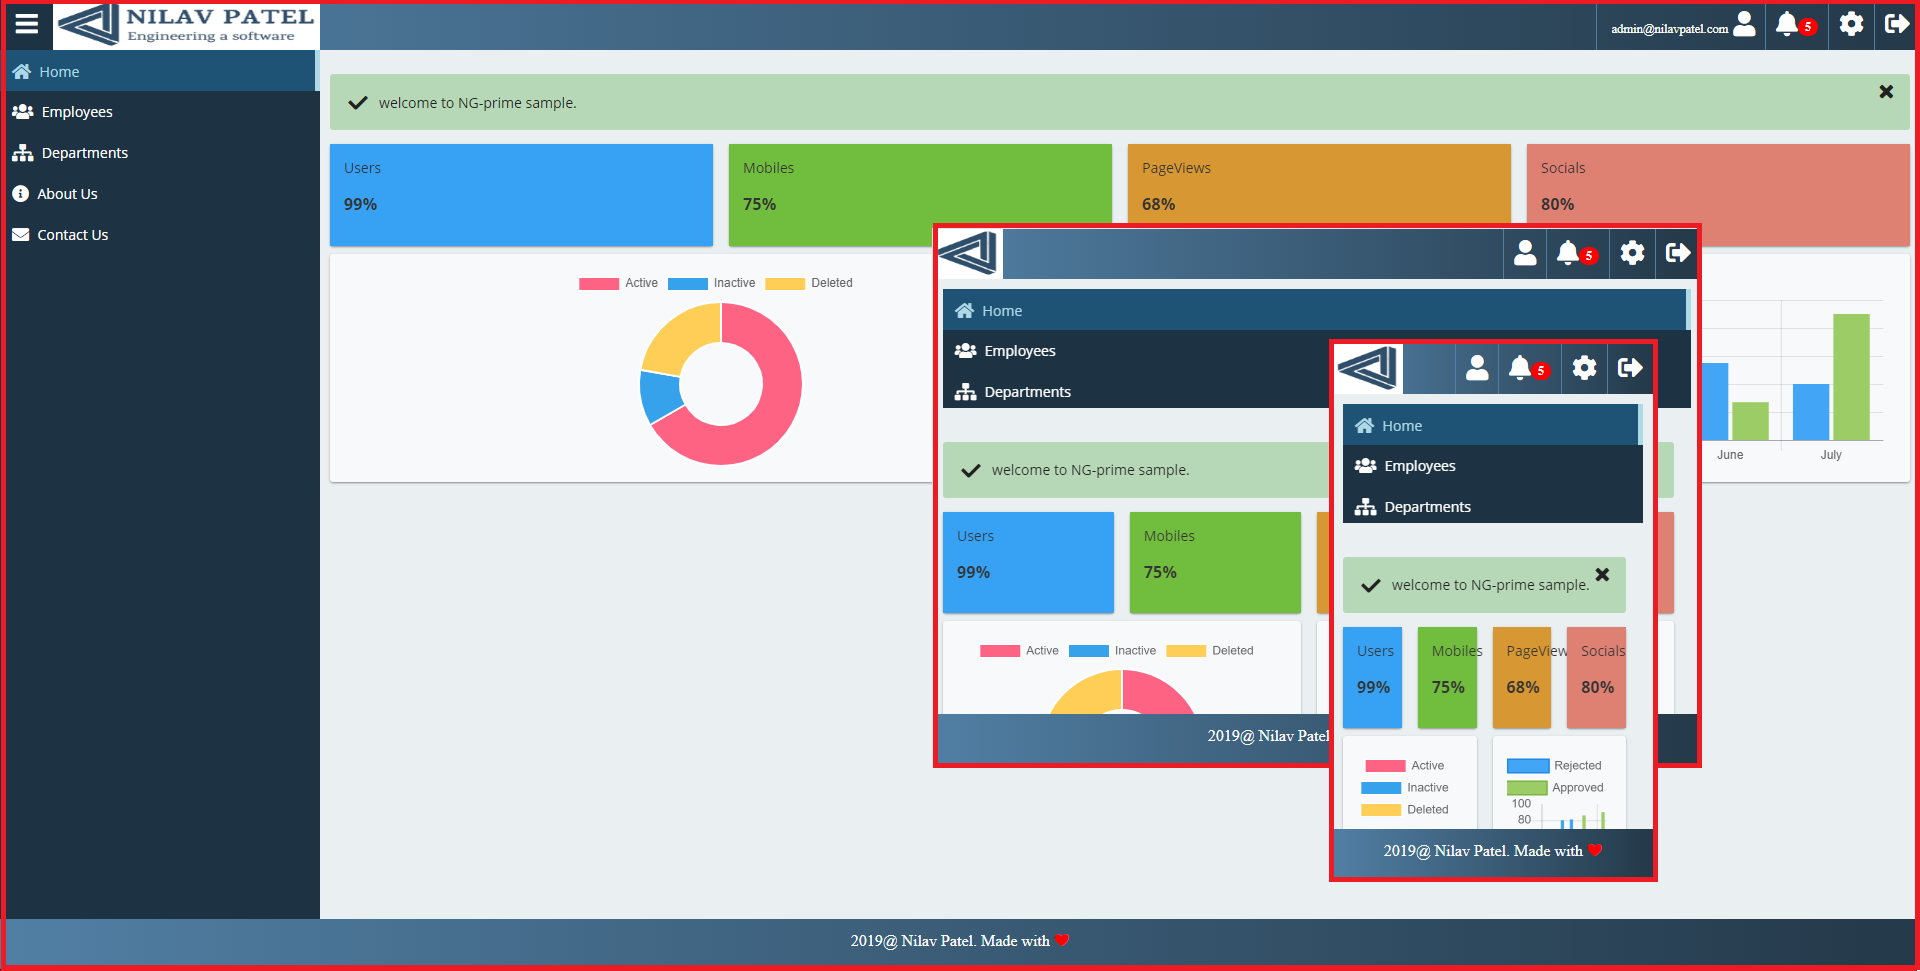 NILAV PATEL
Engineering a software
admin@nilavpatel.com
5
Home
Employees
Departments
About Us
Contact Us
welcome to NG-prime sample.
Users
99%
Mobiles
75%
PageViews
68%
Socials
80%
Active Inactive Deleted
June July
2019@ Nilav Patel. Made with
5
Home
Employees
Departments
welcome to NG-prime sample.
Users
99%
Mobiles
75%
Active Inactive Deleted
2019@ Nilav Patel
5
Home
Employees
Departments
welcome to NG-prime sample.
Users
99%
Mobiles
75%
PageView
68%
Socials
80%
Active
Inactive
Deleted
Rejected
Approved
100
80
2019@ Nilav Patel. Made with